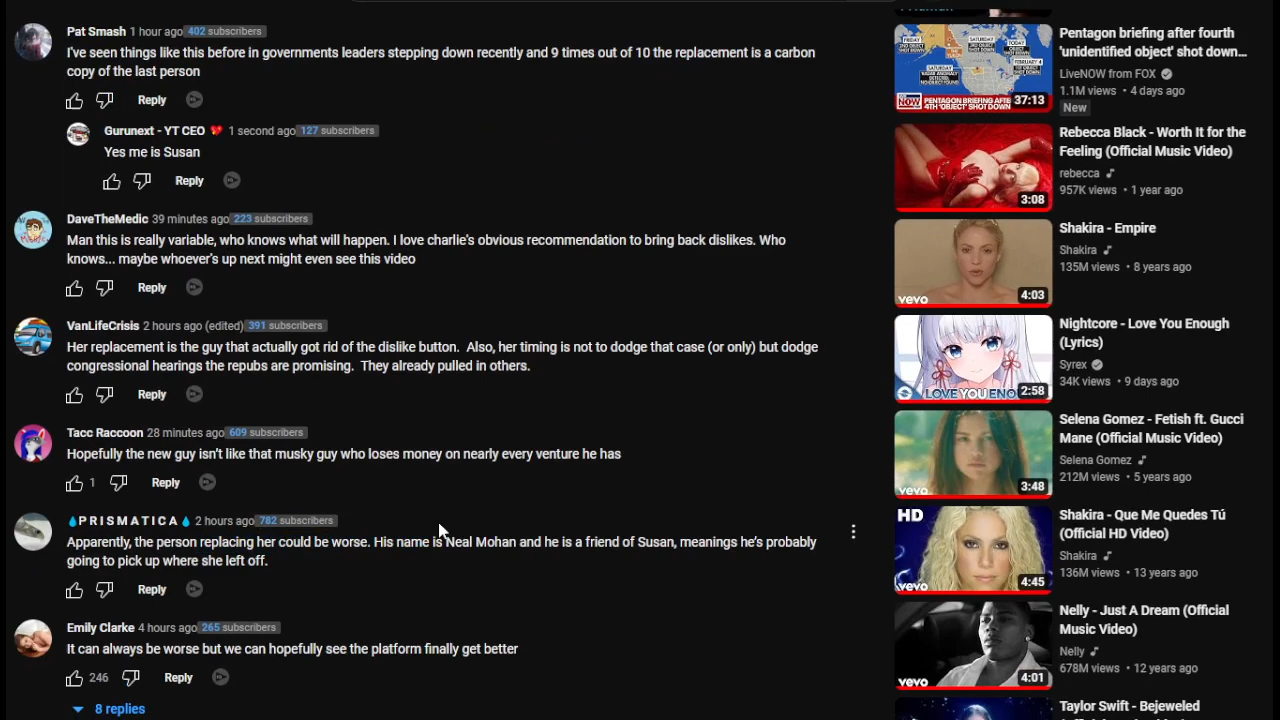 Pat Smash 1 hour ago 402 subscribers
I've seen things like this before in governments leaders stepping down recently and 9 times out of 10 the replacement is a carbon
copy of the last person
Reply
Gurunext - YT CEO 1 second ago 127 subscribers
Yes me is Susan
Reply
DaveTheMedic 39 minutes ago 223 subscribers
Man this is really variable, who knows what will happen. I love charlie's obvious recommendation to bring back dislikes. Who
knows... maybe whoever's up next might even see this video
Reply
VanLifeCrisis 2 hours ago (edited) 391 subscribers
Her replacement is the guy that actually got rid of the dislike button.  Also, her timing is not to dodge that case (or only) but dodge
congressional hearings the repubs are promising.  They already pulled in others.
Reply
Tacc Raccoon 28 minutes ago 609 subscribers
Hopefully the new guy isn't like that musky guy who loses money on nearly every venture he has
1 Reply
P R I S M A T I C A 2 hours ago 782 subscribers
Apparently, the person replacing her could be worse. His name is Neal Mohan and he is a friend of Susan, meanings he's probably
going to pick up where she left off.
Reply
Emily Clarke 4 hours ago 265 subscribers
It can always be worse but we can hopefully see the platform finally get better
246 Reply
8 replies
NOW
PENTAGON BRIEFING AFTE
4TH 'OBJECT' SHOT DOWN
37:13
Pentagon briefing after fourth
'unidentified object' shot down...
LiveNOW from FOX
1.1M views • 4 days ago
New
3:08
Rebecca Black - Worth It for the
Feeling (Official Music Video)
rebecca
957K views • 1 year ago
vevo
4:03
Shakira - Empire
Shakira
135M views • 8 years ago
LOVE YOU ENO
2:58
Nightcore - Love You Enough
(Lyrics)
Syrex
34K views • 9 days ago
vevo
3:48
Selena Gomez - Fetish ft. Gucci
Mane (Official Music Video)
Selena Gomez
212M views • 5 years ago
HD
vevo
4:45
Shakira - Que Me Quedes Tú
(Official HD Video)
Shakira
136M views • 13 years ago
vevo
4:01
Nelly - Just A Dream (Official
Music Video)
Nelly
678M views • 12 years ago
Taylor Swift - Bejeweled